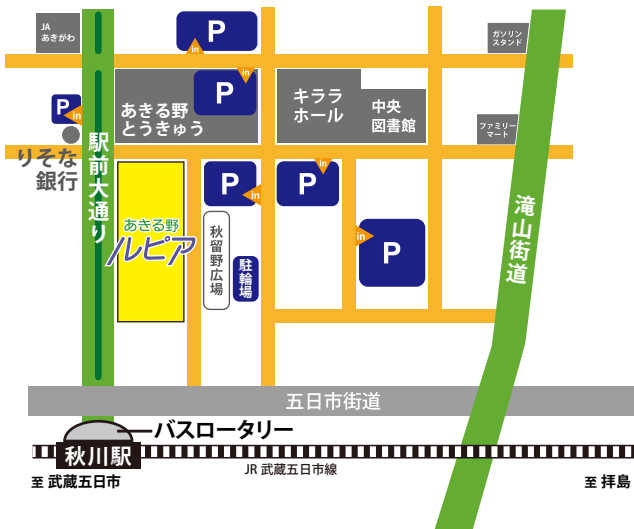 JA
あきがわ
P
in
ガソリン
スタンド
P
in
あきる野
とうきゅう
P
in
キララ
ホール
中央
図書館
ファミリー
マート
りそな
銀行
駅前大通り
P
in
P
in
あきる野
ルピア
秋留野広場
駐輪場
in
P
滝山街道
五日市街道
バスロータリー
秋川駅
JR 武蔵五日市線
至 武蔵五日市
至 拝島